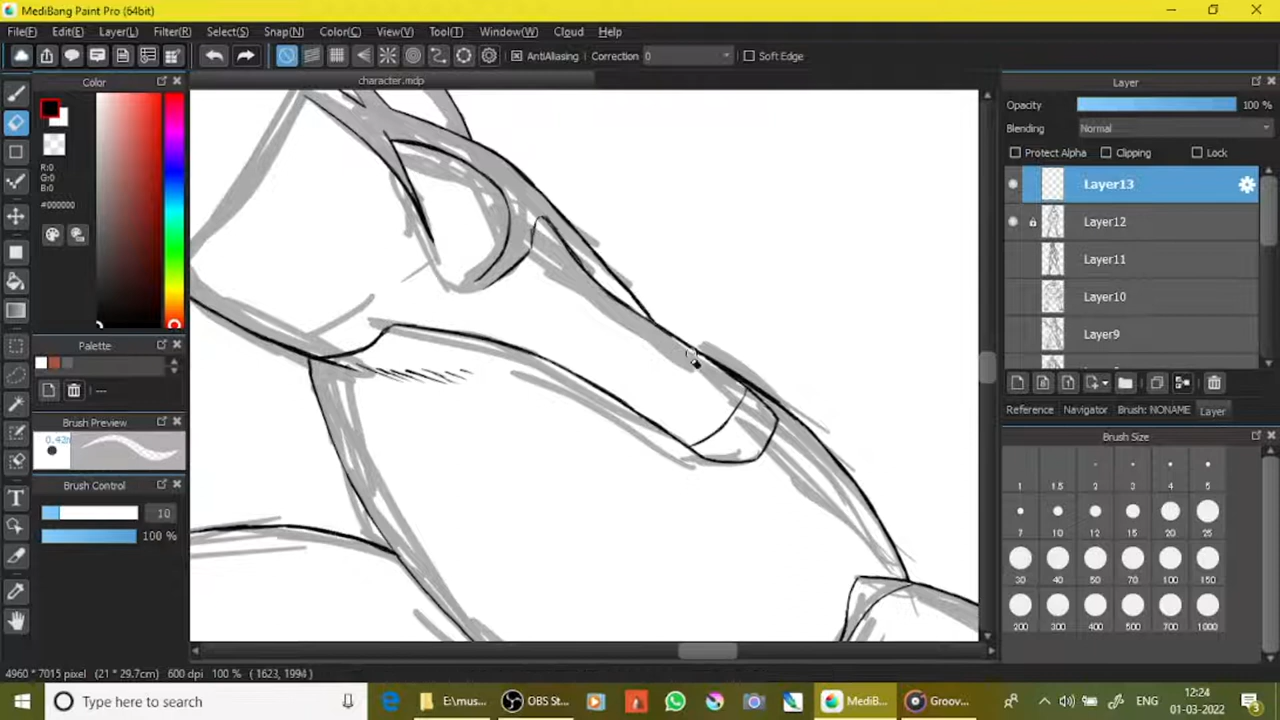 MediBang Paint Pro (64bit)
File(F) Edit(E) Layer(L) Filter(R) Select(S) Snap(N) Color(C) View(V) Tool(T) Window(W) Cloud Help
AntiAliasing Correction 0 Soft Edge
Color
character.mdp
Layer
R:0
G:0
B:0
#000000
Opacity 100 %
Blending Normal
Protect Alpha Clipping Lock
Layer13
Layer12
Layer11
Layer10
Layer9
Palette
---
Brush Preview
Brush Control
10
100 %
Reference Navigator Brush: NONAME Layer
Brush Size
1 1.5 2 3 4 5
7 10 12 15 20 25
30 40 50 70 100 150
200 300 400 500 700 1000
4960 * 7015 pixel (21 * 29.7cm) 600 dpi 100 % ( 1623, 1994 )
Type here to search
E:\mus...
OBS St...
MediB...
Groov...
ENG
12:24
01-03-2022
3